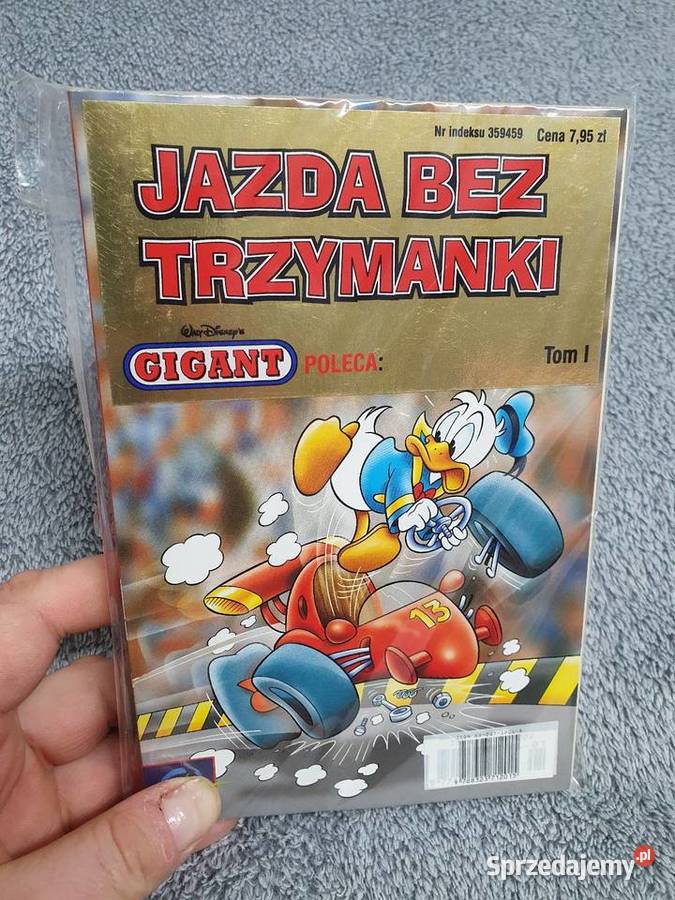 Nr indeksu 359459 Cena 7,95 zł
JAZDA BEZ
TRZYMANKI
Walt Disney's
GIGANT POLECA: Tom I
13
Sprzedajemy.pl